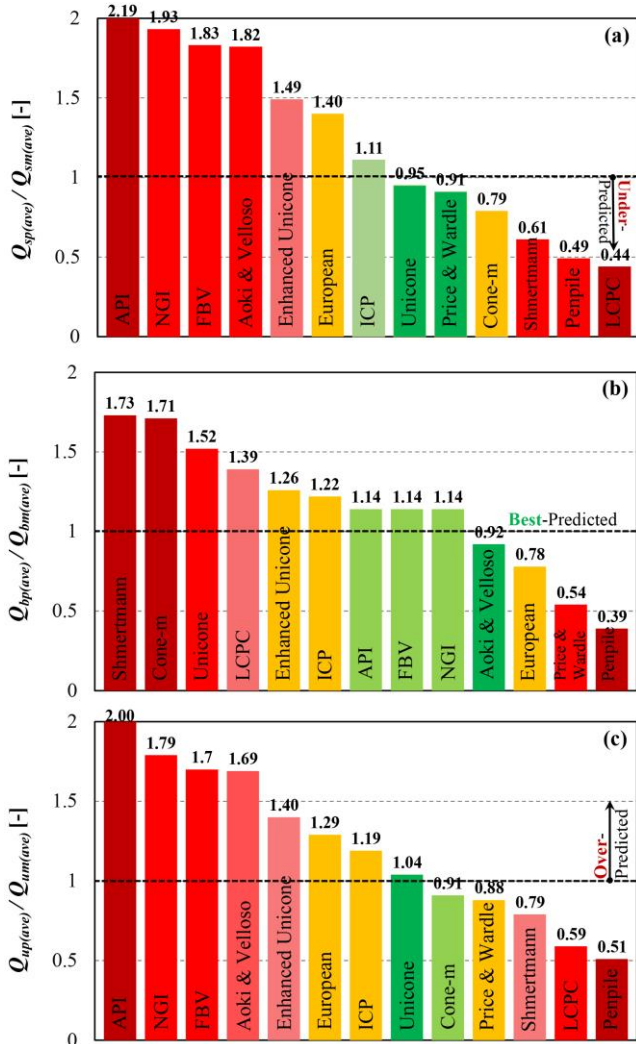 (a)
Q_sp(ave) / Q_sm(ave) [-]
2
1.5
1
0.5
0
2.19
1.93
1.83
1.82
1.49
1.40
1.11
0.95
0.91
0.79
0.61
0.49
0.44
API
NGI
FBV
Aoki & Velloso
Enhanced Unicone
European
ICP
Unicone
Price & Wardle
Cone-m
Shmertmann
Penpile
LCPC
Under-
Predicted
(b)
Q_bp(ave) / Q_bm(ave) [-]
2
1.5
1
0.5
0
1.73
1.71
1.52
1.39
1.26
1.22
1.14
1.14
1.14
0.92
0.78
0.54
0.39
Best-Predicted
Shmertmann
Cone-m
Unicone
LCPC
Enhanced Unicone
ICP
API
FBV
NGI
Aoki & Velloso
European
Price &
Wardle
Penpile
(c)
Q_up(ave) / Q_um(ave) [-]
2
1.5
1
0.5
0
2.00
1.79
1.7
1.69
1.40
1.29
1.19
1.04
0.91
0.88
0.79
0.59
0.51
Over-
Predicted
API
NGI
FBV
Aoki & Velloso
Enhanced Unicone
European
ICP
Unicone
Cone-m
Price & Wardle
Shmertmann
LCPC
Penpile